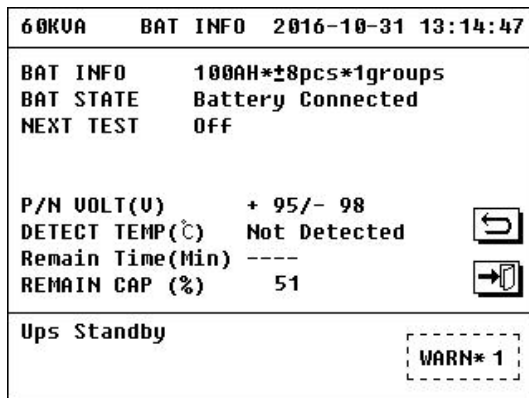 60KVA BAT INFO 2016-10-31 13:14:47
BAT INFO 100AH*±8pcs*1groups
BAT STATE Battery Connected
NEXT TEST Off
P/N VOLT(V) + 95/- 98
DETECT TEMP(℃) Not Detected
Remain Time(Min) ----
REMAIN CAP (%) 51
Ups Standby
WARN* 1